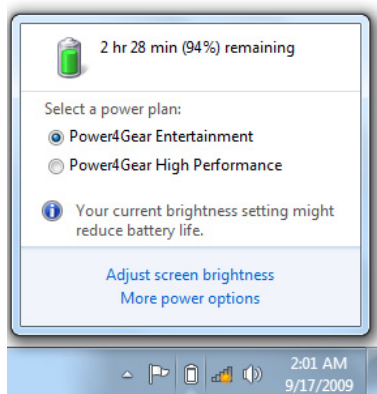 2 hr 28 min (94%) remaining
Select a power plan:
Power4Gear Entertainment
Power4Gear High Performance
Your current brightness setting might
reduce battery life.
Adjust screen brightness
More power options
2:01 AM
9/17/2009